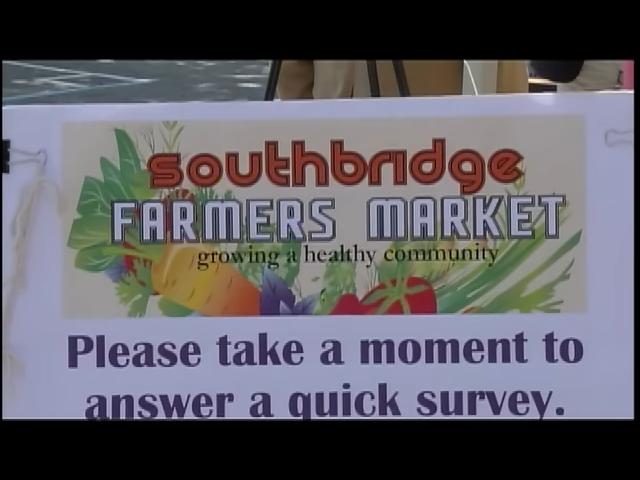 southbridge
FARMERS MARKET
growing a healthy community
Please take a moment to
answer a quick survey.